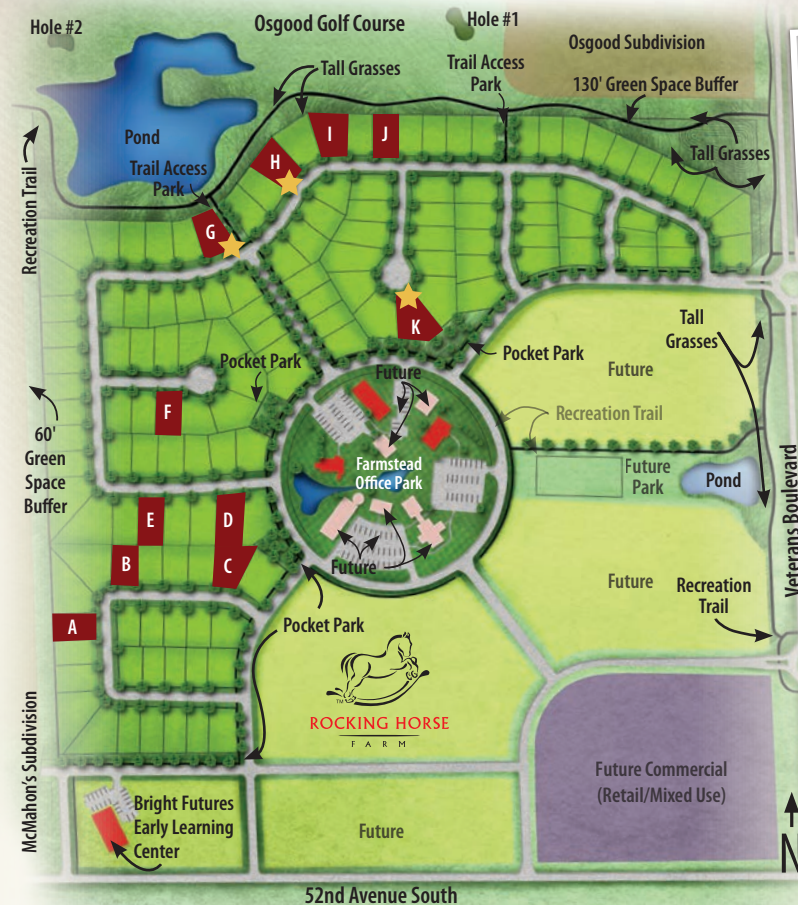 Hole #2
Osgood Golf Course
Hole #1
Osgood Subdivision
Tall Grasses
Trail Access
Park
130' Green Space Buffer
Pond
Trail Access
Park
Tall Grasses
Recreation Trail
I
J
H
G
K
Tall
Grasses
Pocket Park
Pocket Park
Future
Future
F
Recreation Trail
60'
Green
Space
Buffer
Farmstead
Office Park
Future
Park
Pond
Veterans Boulevard
E
D
B
C
Future
Future
Recreation
Trail
A
Pocket Park
TM
ROCKING HORSE
FARM
McMahon's Subdivision
Future Commercial
(Retail/Mixed Use)
Bright Futures
Early Learning
Center
Future
N
52nd Avenue South